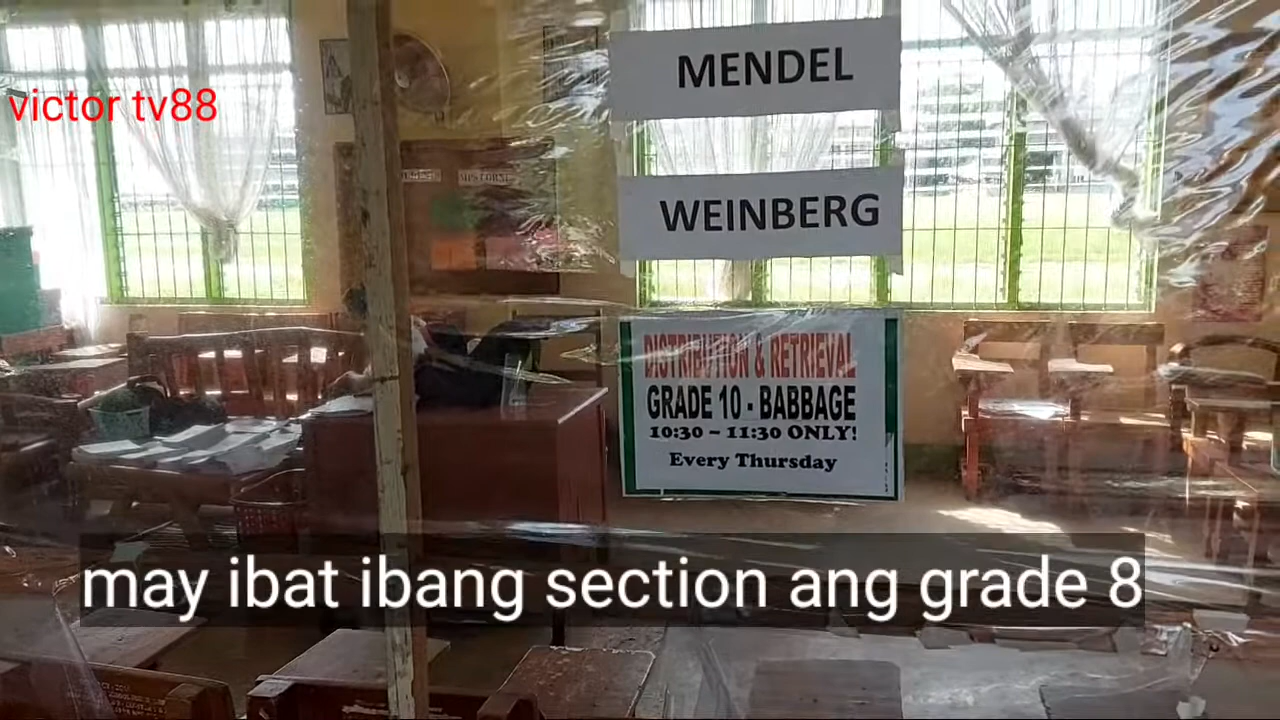 victor tv88
MENDEL
WEINBERG
DISTRIBUTION & RETRIEVAL
GRADE 10 - BABBAGE
10:30 – 11:30 ONLY!
Every Thursday
may ibat ibang section ang grade 8